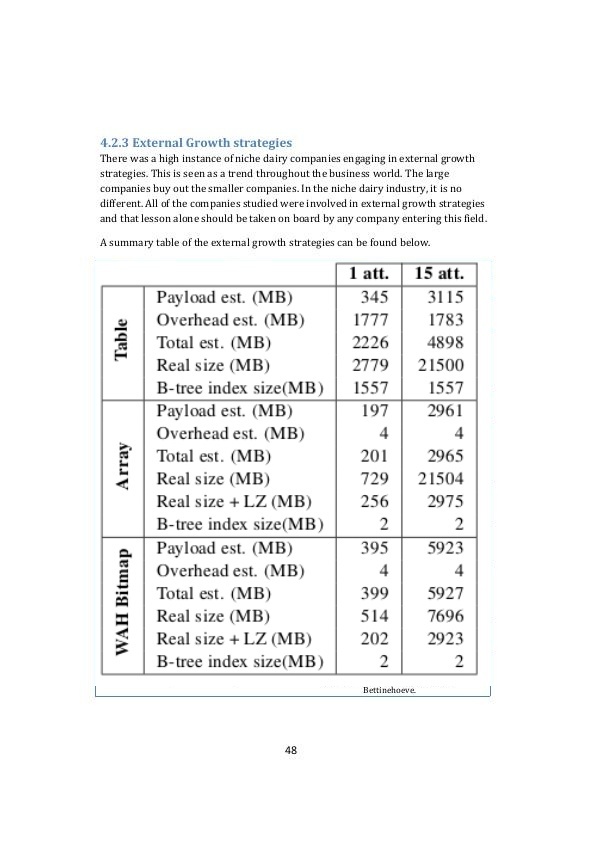 4.2.3 External Growth strategies
There was a high instance of niche dairy companies engaging in external growth
strategies. This is seen as a trend throughout the business world. The large
companies buy out the smaller companies. In the niche dairy industry, it is no
different. All of the companies studied were involved in external growth strategies
and that lesson alone should be taken on board by any company entering this field.
A summary table of the external growth strategies can be found below.
1 att. 15 att.
Table
Payload est. (MB) 345 3115
Overhead est. (MB) 1777 1783
Total est. (MB) 2226 4898
Real size (MB) 2779 21500
B-tree index size(MB) 1557 1557
Array
Payload est. (MB) 197 2961
Overhead est. (MB) 4 4
Total est. (MB) 201 2965
Real size (MB) 729 21504
Real size + LZ (MB) 256 2975
B-tree index size(MB) 2 2
WAH Bitmap
Payload est. (MB) 395 5923
Overhead est. (MB) 4 4
Total est. (MB) 399 5927
Real size (MB) 514 7696
Real size + LZ (MB) 202 2923
B-tree index size(MB) 2 2
Bettinehoeve.
48